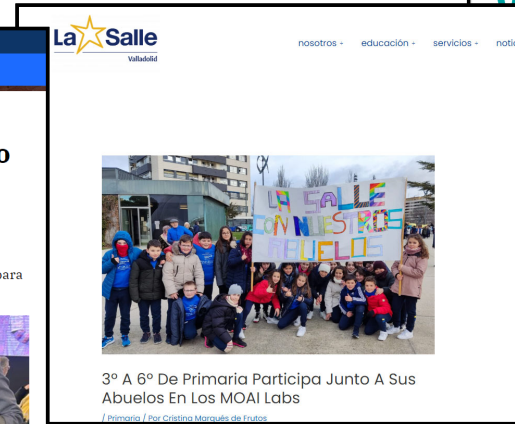 La Salle
Valladolid
nosotros
educación
servicios
notic
o
para
LA SALLE
CON NUESTROS
ABUELOS
3º A 6º De Primaria Participa Junto A Sus
Abuelos En Los MOAI Labs
/ Primaria / Por Cristina Marqués de Frutos